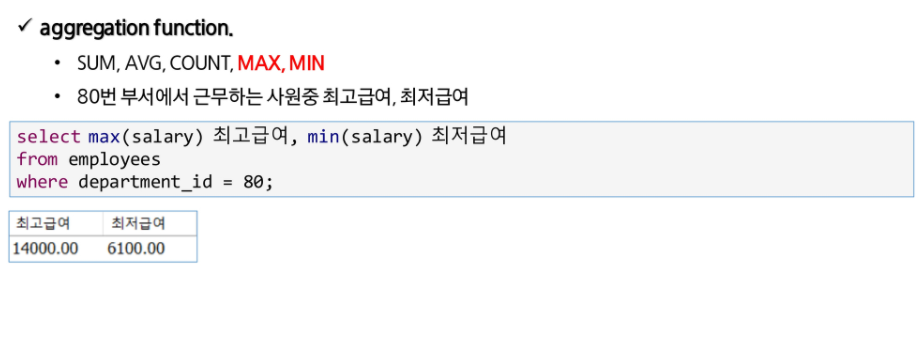 ✓ aggregation function.
• SUM, AVG, COUNT, MAX, MIN
• 80번 부서에서 근무하는 사원중 최고급여, 최저급여
select max(salary) 최고급여, min(salary) 최저급여
from employees
where department_id = 80;
최고급여 최저급여
14000.00 6100.00